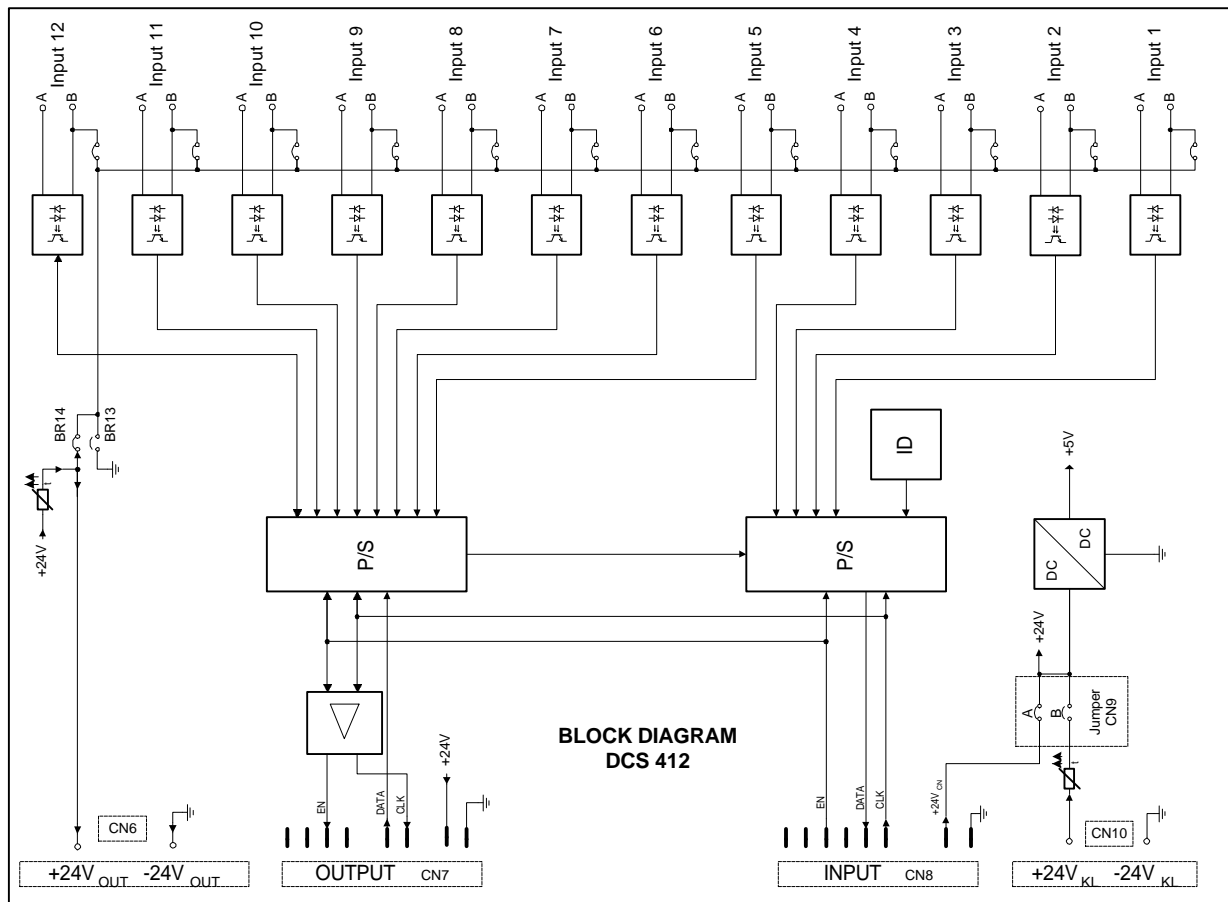 Input 12
Input 11
Input 10
Input 9
Input 8
Input 7
Input 6
Input 5
Input 4
Input 3
Input 2
Input 1
A B
A B
A B
A B
A B
A B
A B
A B
A B
A B
A B
A B
BR14
BR13
t
+24V
ID
P/S
P/S
+5V
DC
DC
+24V
A
B
Jumper
CN9
t
BLOCK DIAGRAM
DCS 412
EN
DATA
CLK
+24V
EN
DATA
CLK
+24V CN
CN6
CN10
+24V OUT -24V OUT
OUTPUT CN7
INPUT CN8
+24V KL -24V KL